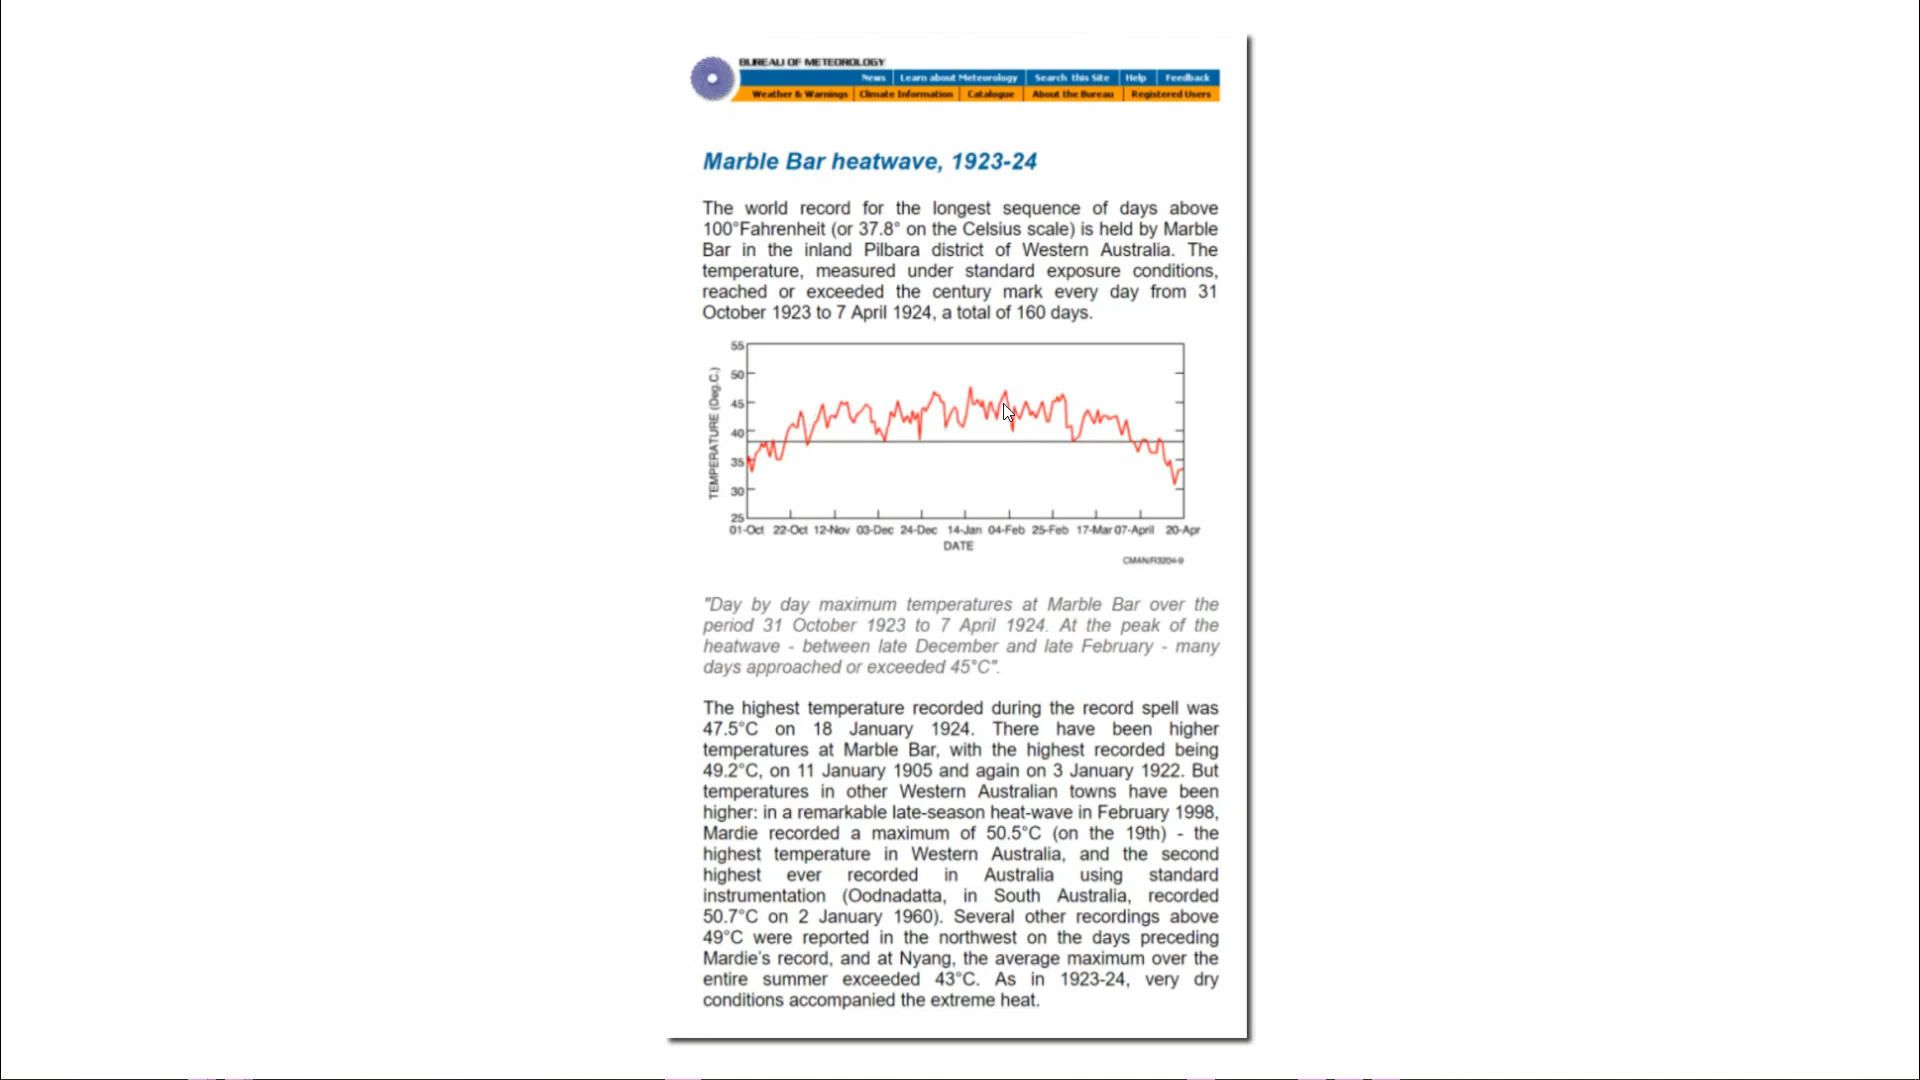 BUREAU OF METEOROLOGY
News Learn about Meteorology Search this Site Help Feedback
Weather & Warnings Climate Information Catalogue About the Bureau Registered Users
Marble Bar heatwave, 1923-24
The world record for the longest sequence of days above
100°Fahrenheit (or 37.8° on the Celsius scale) is held by Marble
Bar in the inland Pilbara district of Western Australia. The
temperature, measured under standard exposure conditions,
reached or exceeded the century mark every day from 31
October 1923 to 7 April 1924, a total of 160 days.
55
50
45
40
35
30
25
TEMPERATURE (Deg.C.)
01-Oct 22-Oct 12-Nov 03-Dec 24-Dec 14-Jan 04-Feb 25-Feb 17-Mar 07-April 20-Apr
DATE
CMAN/R3204-9
"Day by day maximum temperatures at Marble Bar over the
period 31 October 1923 to 7 April 1924. At the peak of the
heatwave - between late December and late February - many
days approached or exceeded 45°C".
The highest temperature recorded during the record spell was
47.5°C on 18 January 1924. There have been higher
temperatures at Marble Bar, with the highest recorded being
49.2°C, on 11 January 1905 and again on 3 January 1922. But
temperatures in other Western Australian towns have been
higher: in a remarkable late-season heat-wave in February 1998,
Mardie recorded a maximum of 50.5°C (on the 19th) - the
highest temperature in Western Australia, and the second
highest ever recorded in Australia using standard
instrumentation (Oodnadatta, in South Australia, recorded
50.7°C on 2 January 1960). Several other recordings above
49°C were reported in the northwest on the days preceding
Mardie's record, and at Nyang, the average maximum over the
entire summer exceeded 43°C. As in 1923-24, very dry
conditions accompanied the extreme heat.